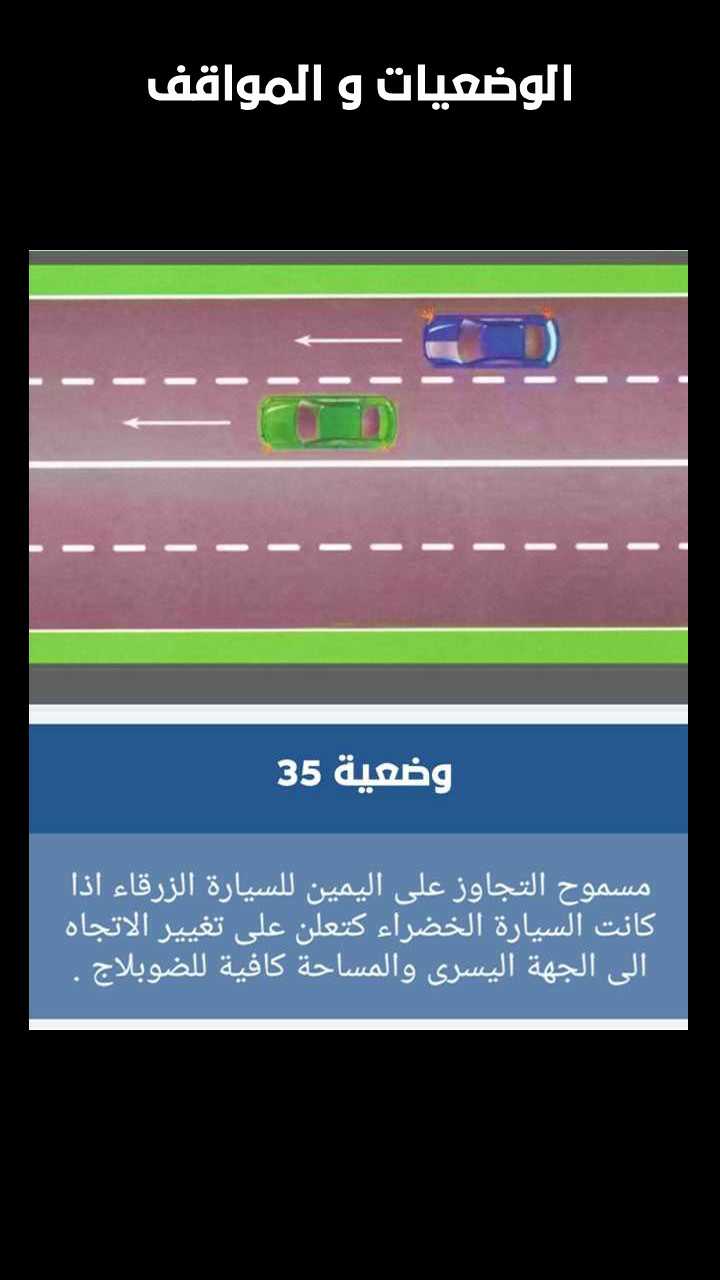 الوضعيات و المواقف
وضعية 35
مسموح التجاوز على اليمين للسيارة الزرقاء اذا
كانت السيارة الخضراء كتعلن على تغيير الاتجاه
الى الجهة اليسرى والمساحة كافية للضوبلاج .